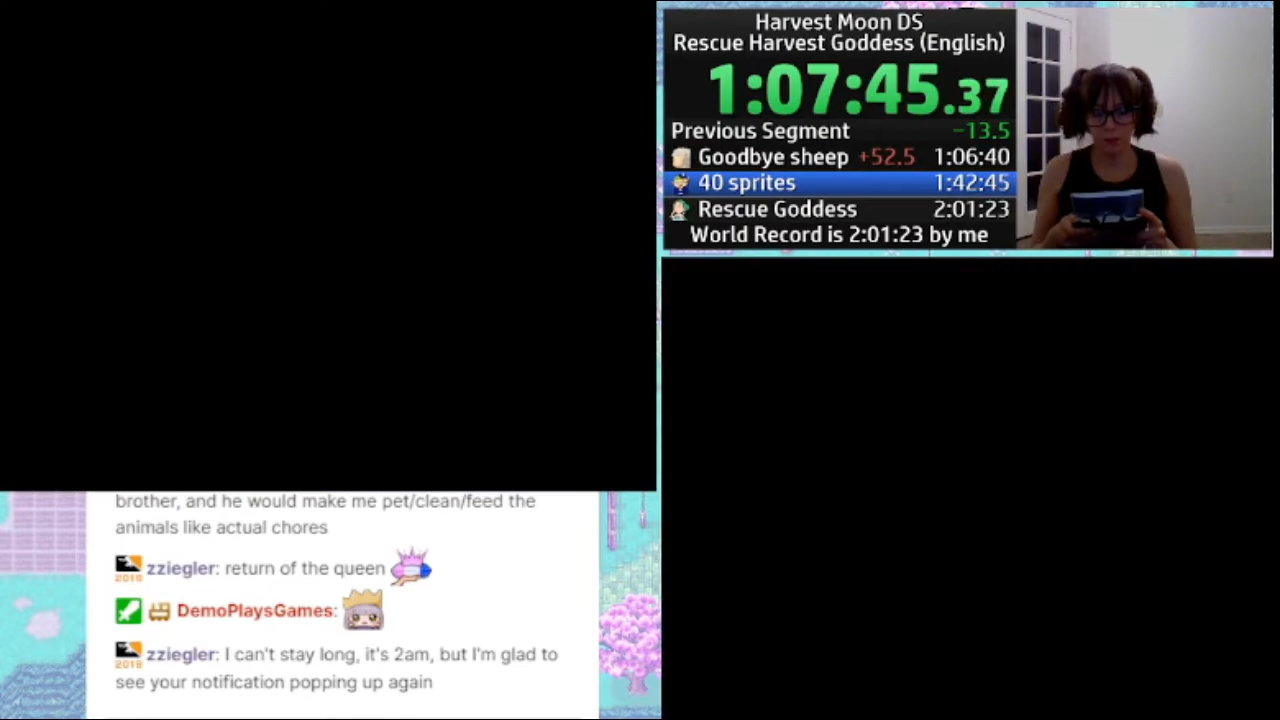 Harvest Moon DS
Rescue Harvest Goddess (English)
1:07:45.37
Previous Segment -13.5
Goodbye sheep +52.5 1:06:40
40 sprites 1:42:45
Rescue Goddess 2:01:23
World Record is 2:01:23 by me
brother, and he would make me pet/clean/feed the
animals like actual chores
2019 zziegler: return of the queen
DemoPlaysGames:
2019 zziegler: I can't stay long, it's 2am, but I'm glad to
see your notification popping up again